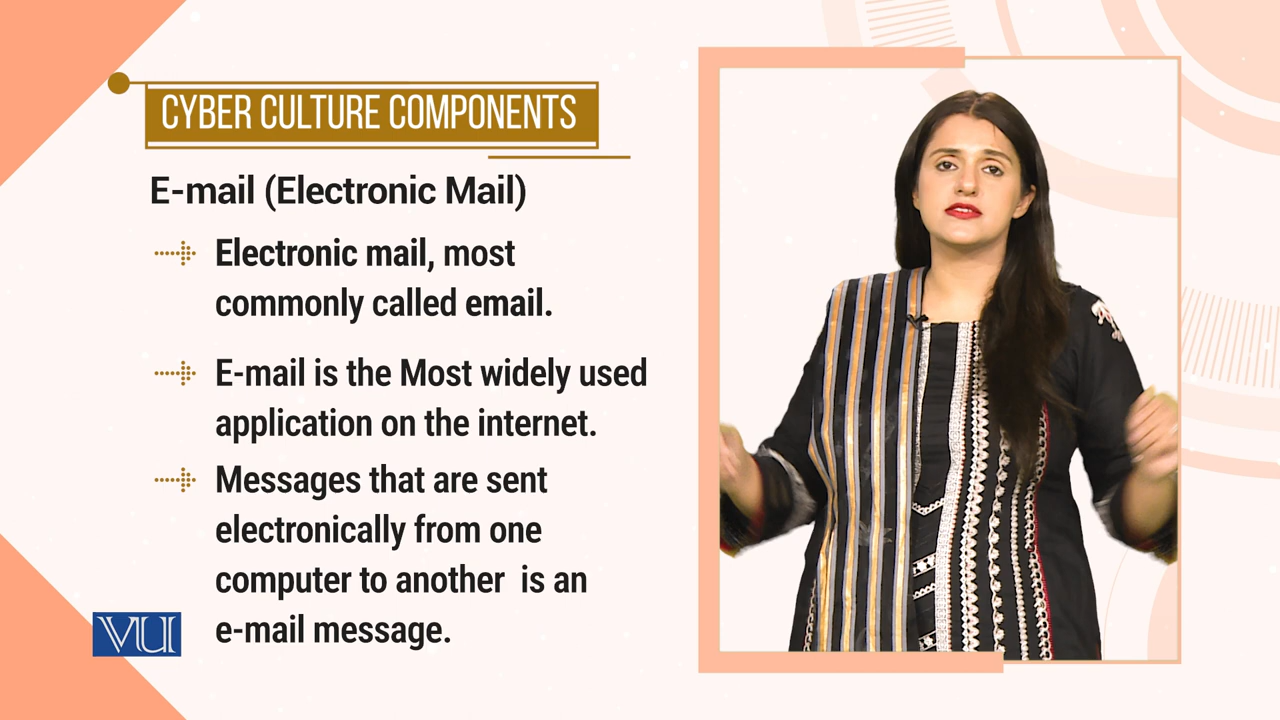 CYBER CULTURE COMPONENTS
E-mail (Electronic Mail)
Electronic mail, most
commonly called email.
E-mail is the Most widely used
application on the internet.
Messages that are sent
electronically from one
computer to another is an
e-mail message.
VU